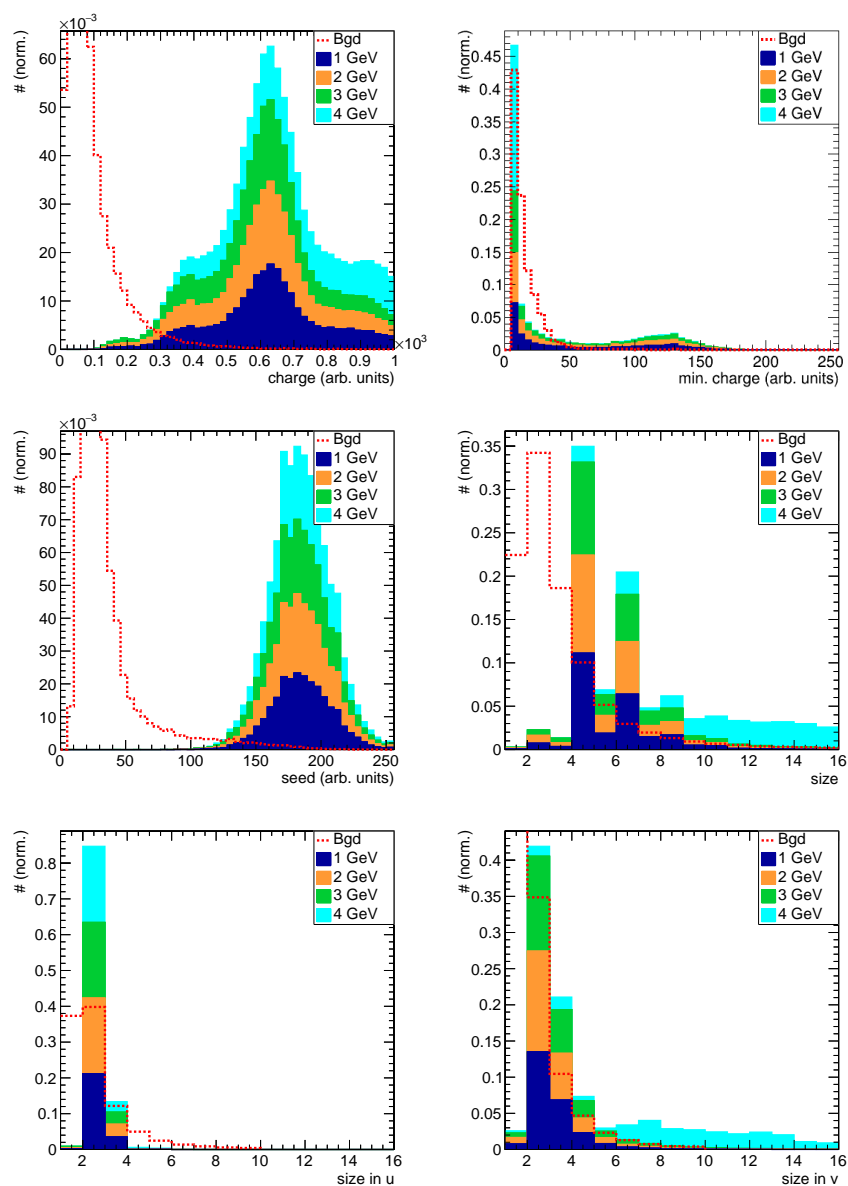 ×10⁻³
# (norm.)
60
50
40
30
20
10
0
0 0.1 0.2 0.3 0.4 0.5 0.6 0.7 0.8 0.9 1
×10³
charge (arb. units)
Bgd
1 GeV
2 GeV
3 GeV
4 GeV
# (norm.)
0.45
0.4
0.35
0.3
0.25
0.2
0.15
0.1
0.05
0
0 50 100 150 200 250
min. charge (arb. units)
Bgd
1 GeV
2 GeV
3 GeV
4 GeV
×10⁻³
# (norm.)
90
80
70
60
50
40
30
20
10
0
0 50 100 150 200 250
seed (arb. units)
Bgd
1 GeV
2 GeV
3 GeV
4 GeV
# (norm.)
0.35
0.3
0.25
0.2
0.15
0.1
0.05
0
2 4 6 8 10 12 14 16
size
Bgd
1 GeV
2 GeV
3 GeV
4 GeV
# (norm.)
0.8
0.7
0.6
0.5
0.4
0.3
0.2
0.1
0
2 4 6 8 10 12 14 16
size in u
Bgd
1 GeV
2 GeV
3 GeV
4 GeV
# (norm.)
0.4
0.35
0.3
0.25
0.2
0.15
0.1
0.05
0
2 4 6 8 10 12 14 16
size in v
Bgd
1 GeV
2 GeV
3 GeV
4 GeV